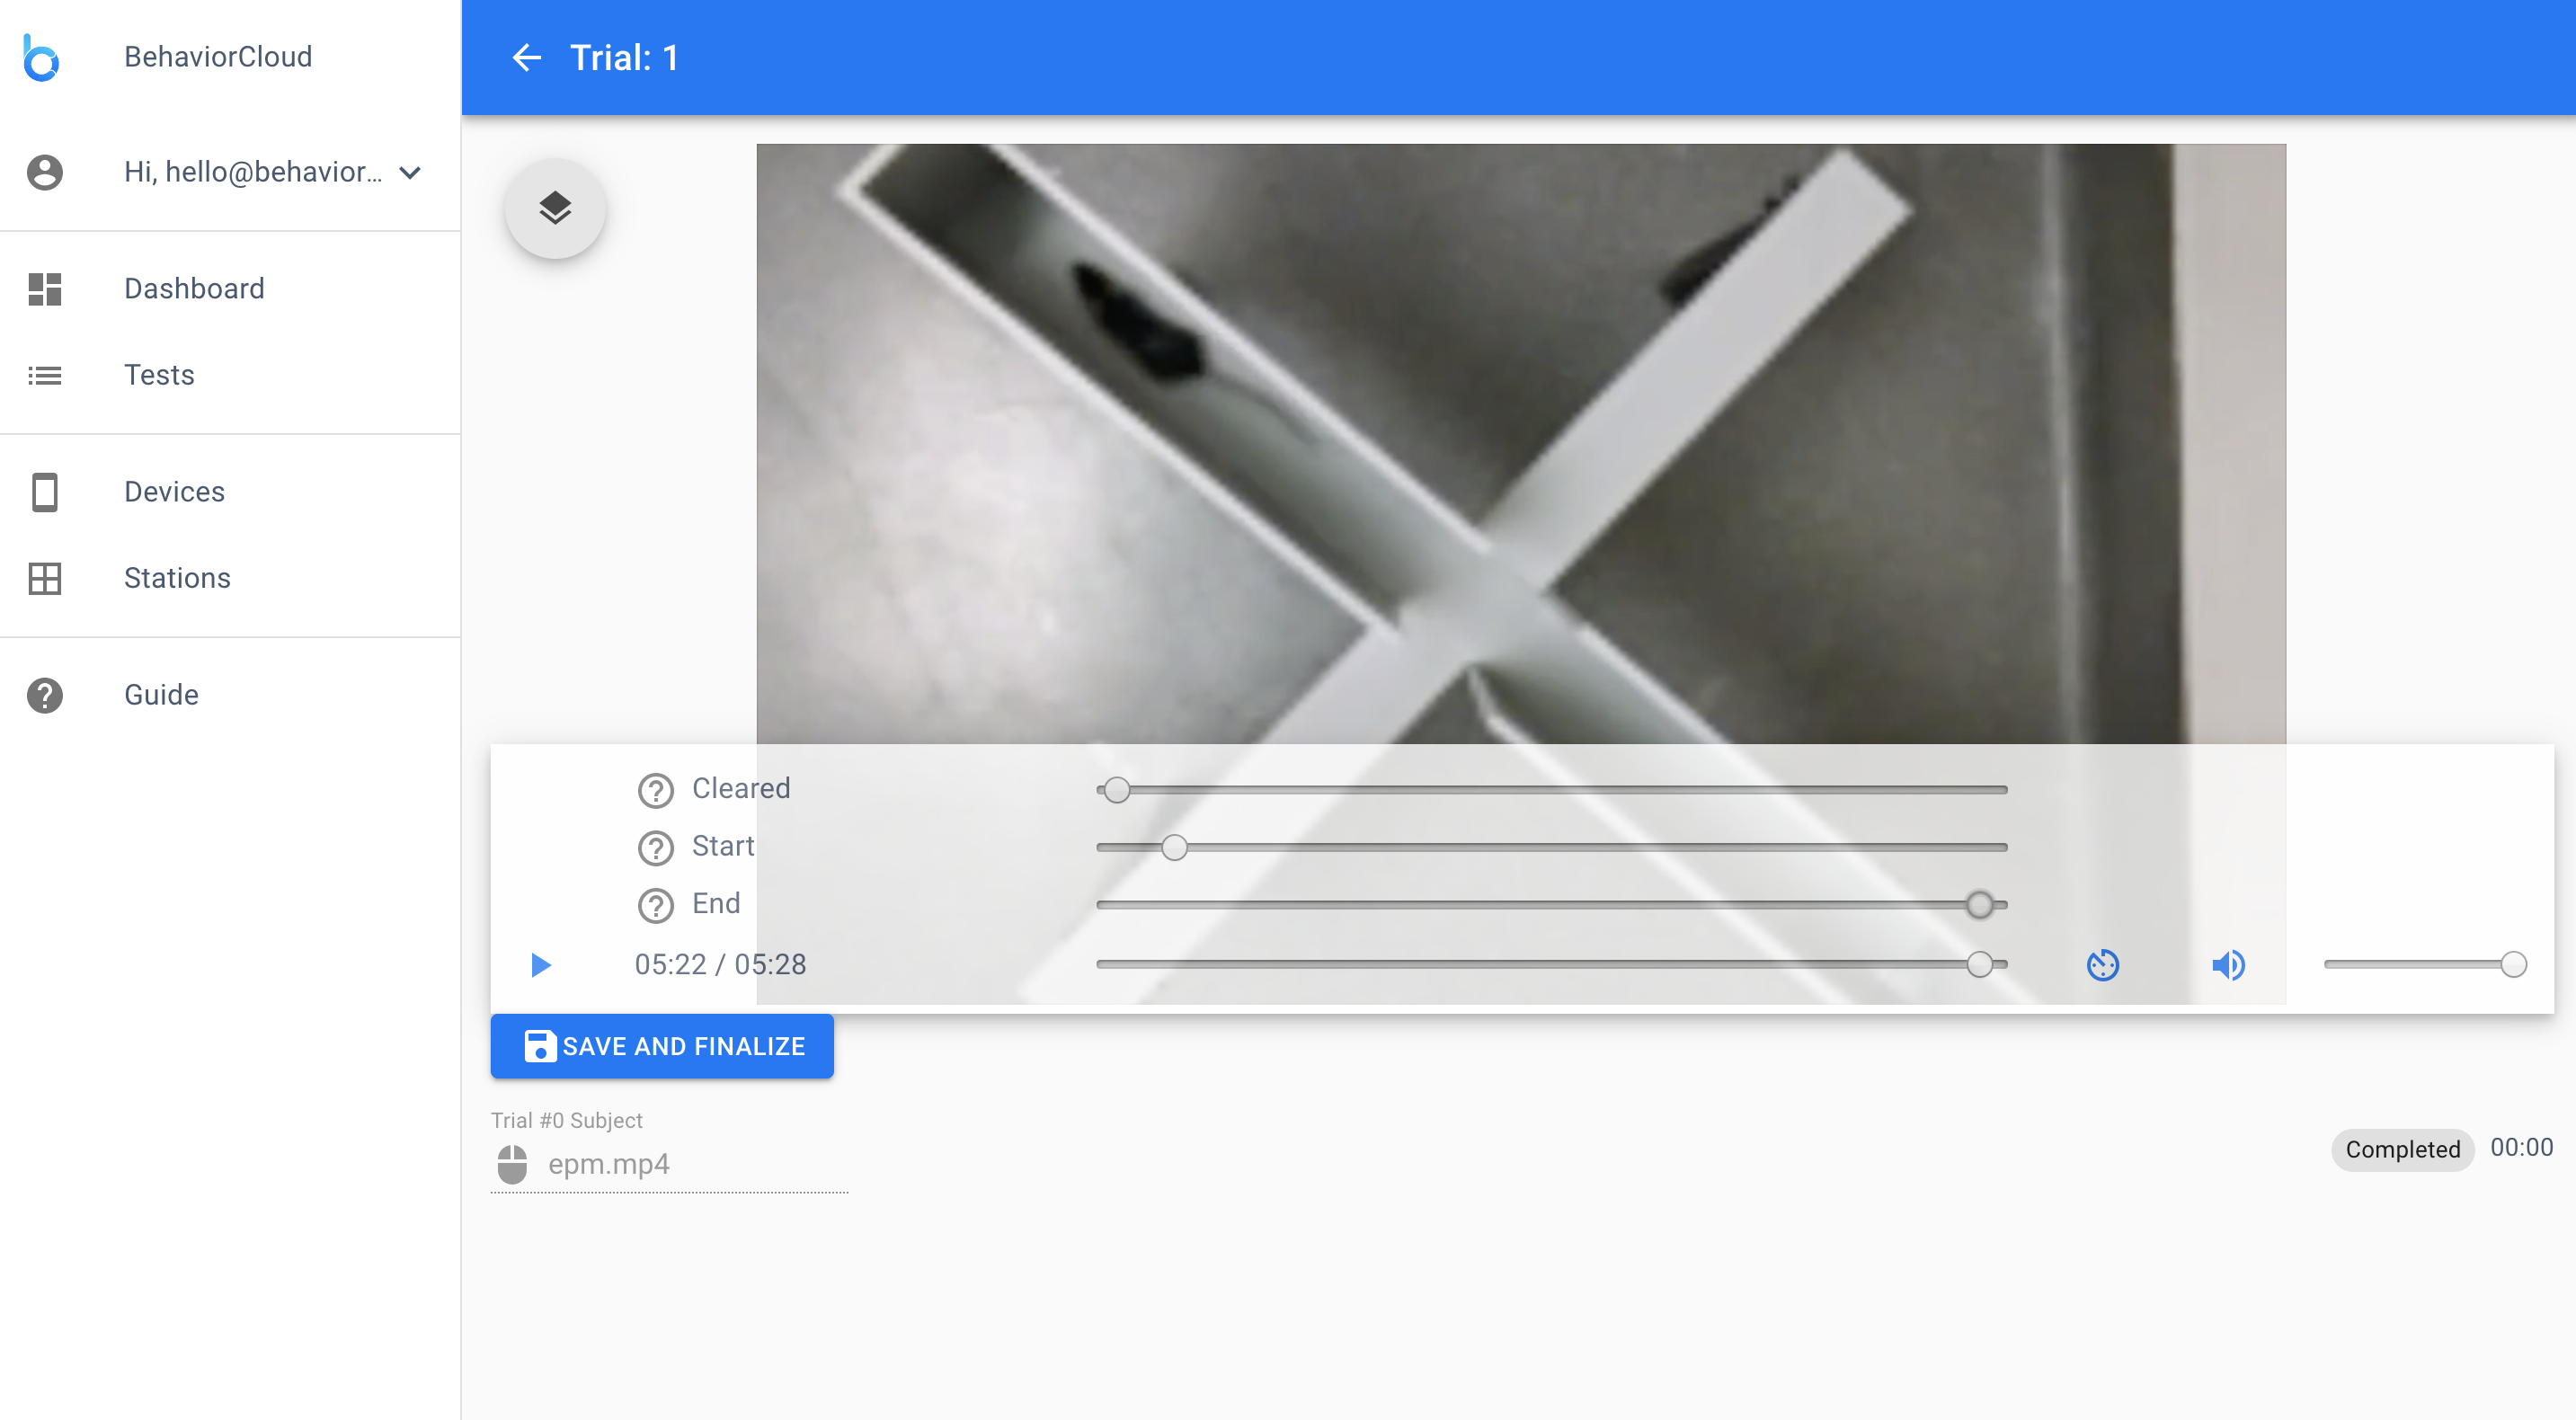 BehaviorCloud
Hi, hello@behavior...
Dashboard
Tests
Devices
Stations
Guide
Trial: 1
Cleared
Start
End
05:22 / 05:28
SAVE AND FINALIZE
Trial #0 Subject
epm.mp4
Completed 00:00